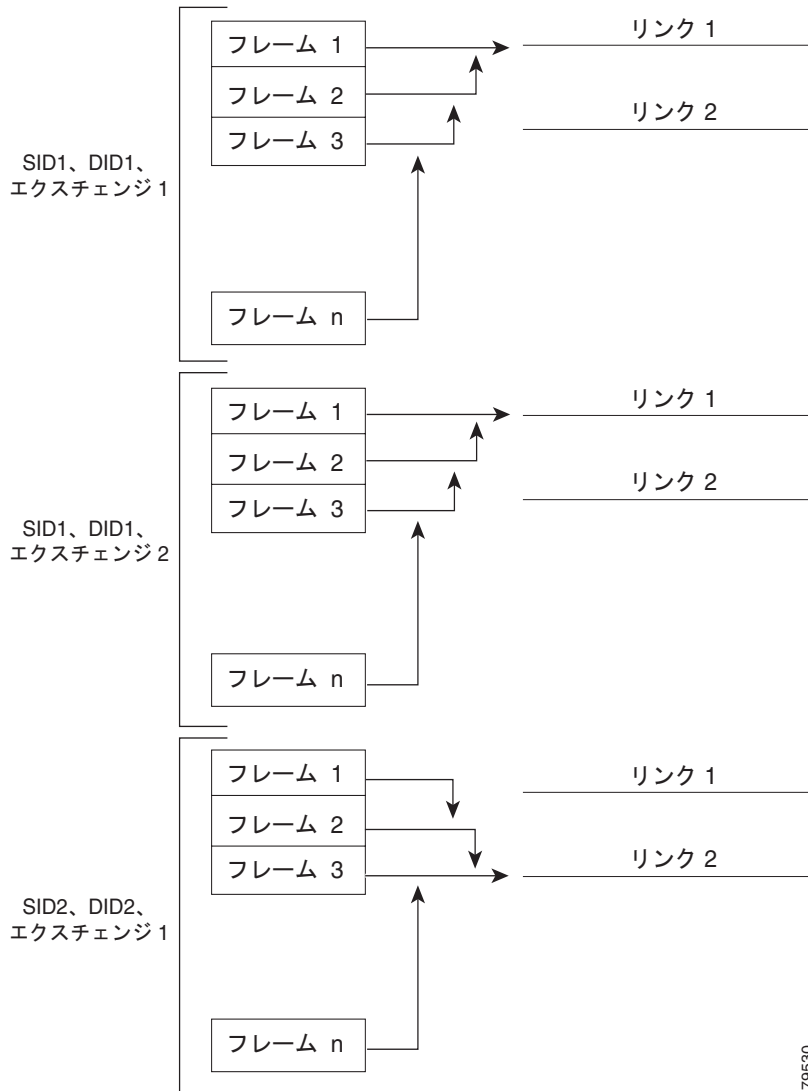 フレーム 1
フレーム 2
フレーム 3
SID1、DID1、
エクスチェンジ 1
フレーム n
リンク 1
リンク 2
フレーム 1
フレーム 2
フレーム 3
SID1、DID1、
エクスチェンジ 2
フレーム n
リンク 1
リンク 2
フレーム 1
フレーム 2
フレーム 3
SID2、DID2、
エクスチェンジ 1
フレーム n
リンク 1
リンク 2
79530